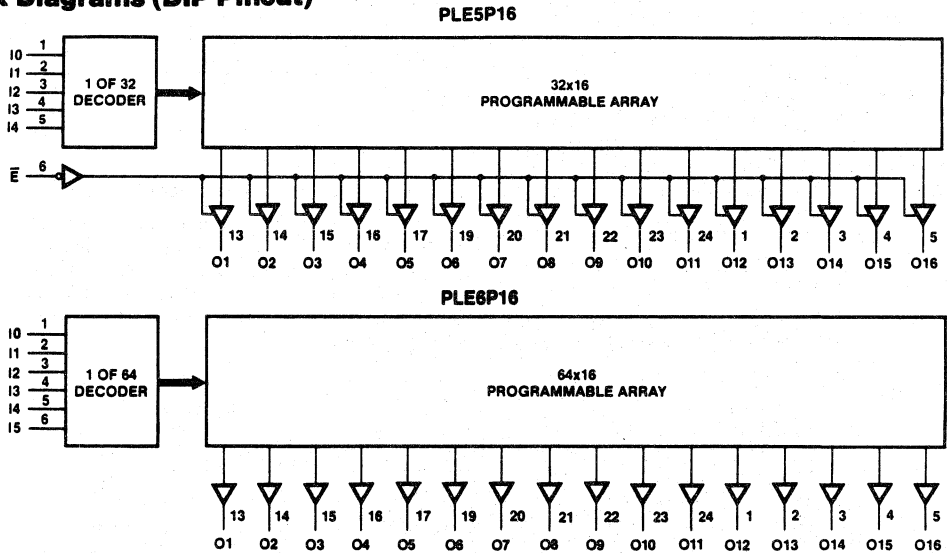 k Diagrams (DIP Pinout)
PLE5P16
I0 1
I1 2
I2 3
I3 4
I4 5
1 OF 32
DECODER
32x16
PROGRAMMABLE ARRAY
E̅ 6
13 14 15 16 17 19 20 21 22 23 24 1 2 3 4 5
O1 O2 O3 O4 O5 O6 O7 O8 O9 O10 O11 O12 O13 O14 O15 O16
PLE6P16
I0 1
I1 2
I2 3
I3 4
I4 5
I5 6
1 OF 64
DECODER
64x16
PROGRAMMABLE ARRAY
13 14 15 16 17 19 20 21 22 23 24 1 2 3 4 5
O1 O2 O3 O4 O5 O6 O7 O8 O9 O10 O11 O12 O13 O14 O15 O16